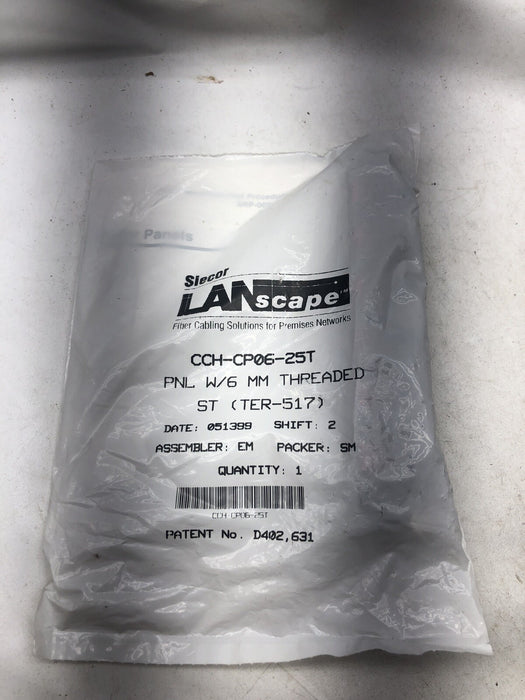 Panels
Siecor
LANscape™
Fiber Cabling Solutions for Premises Networks
CCH-CP06-25T
PNL W/6 MM THREADED
ST (TER-517)
DATE: 051399 SHIFT: 2
ASSEMBLER: EM PACKER: SM
QUANTITY: 1
CCH-CP06-25T
PATENT No. D402,631